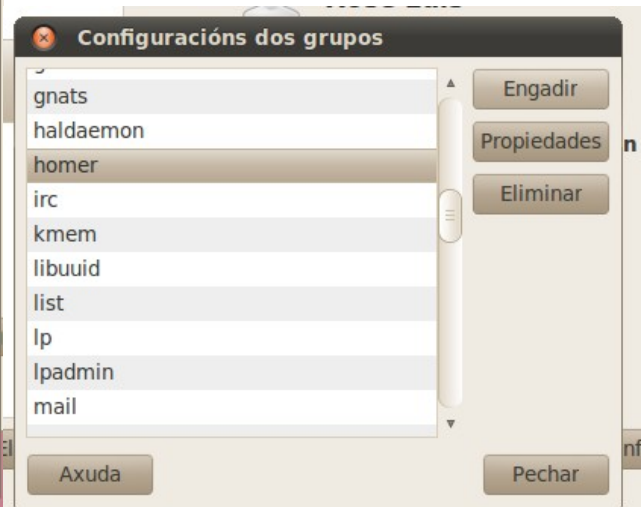 Configuracións dos grupos
gnats
haldaemon
homer
irc
kmem
libuuid
list
lp
lpadmin
mail
Engadir
Propiedades
Eliminar
Axuda
Pechar